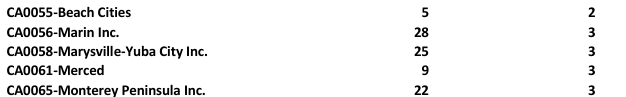 CA0055-Beach Cities 5 2
CA0056-Marin Inc. 28 3
CA0058-Marysville-Yuba City Inc. 25 3
CA0061-Merced 9 3
CA0065-Monterey Peninsula Inc. 22 3